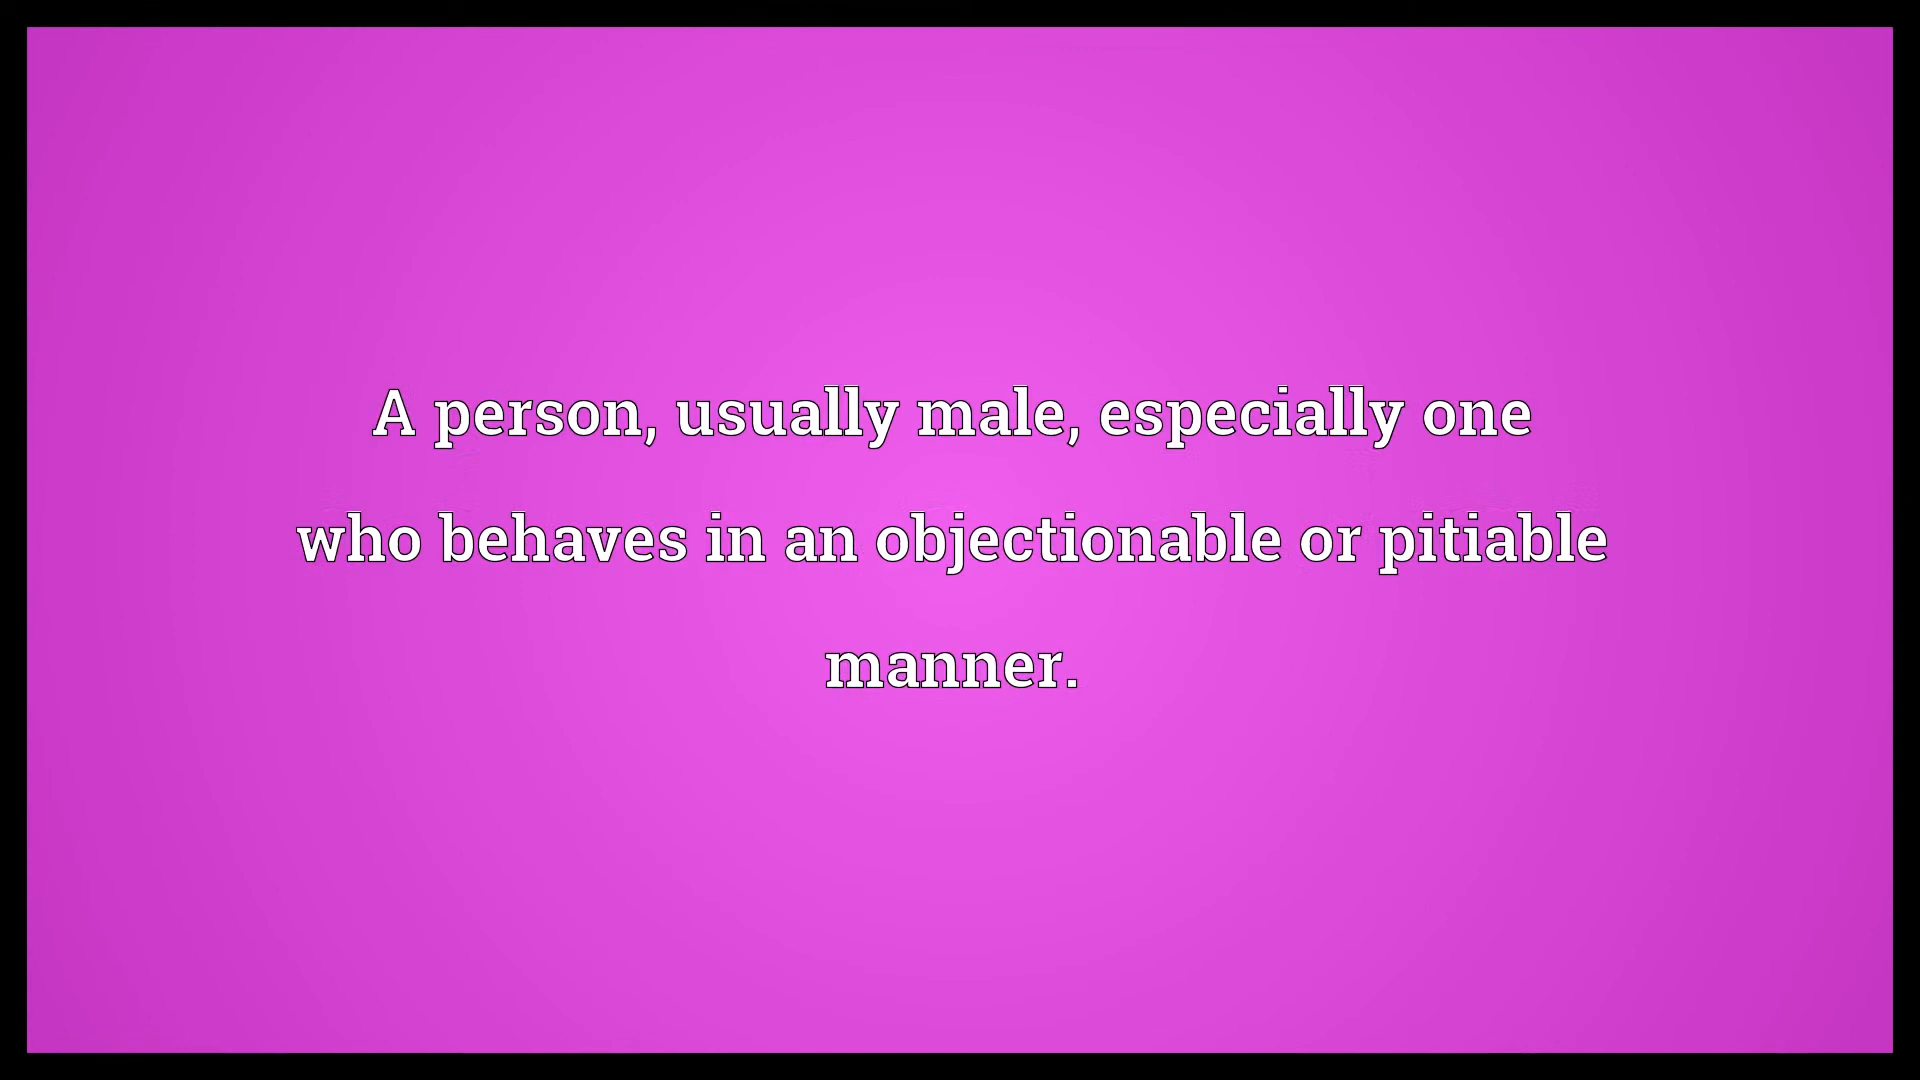 A person, usually male, especially one
who behaves in an objectionable or pitiable
manner.